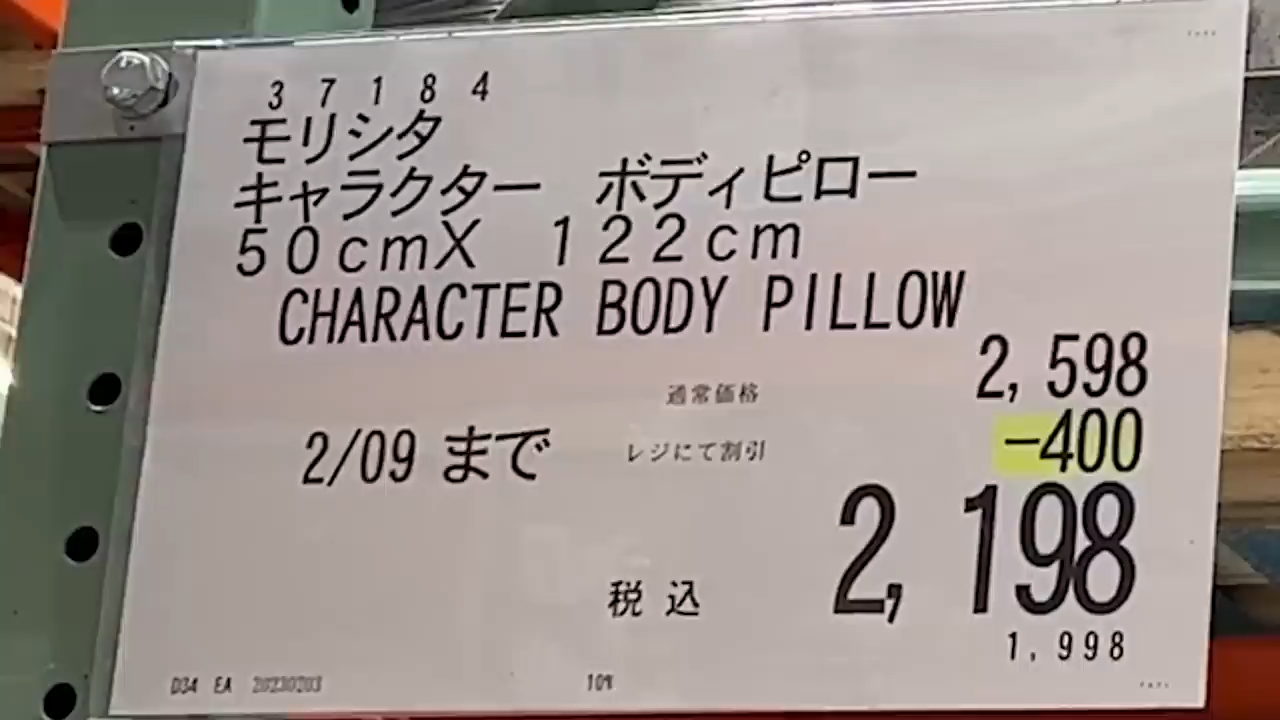 37184
モリシタ
キャラクター ボディピロー
50cmX 122cm
CHARACTER BODY PILLOW
通常価格 2,598
2/09 まで レジにて割引 -400
税込 2,198
1,998
D34 EA 20230203 10%